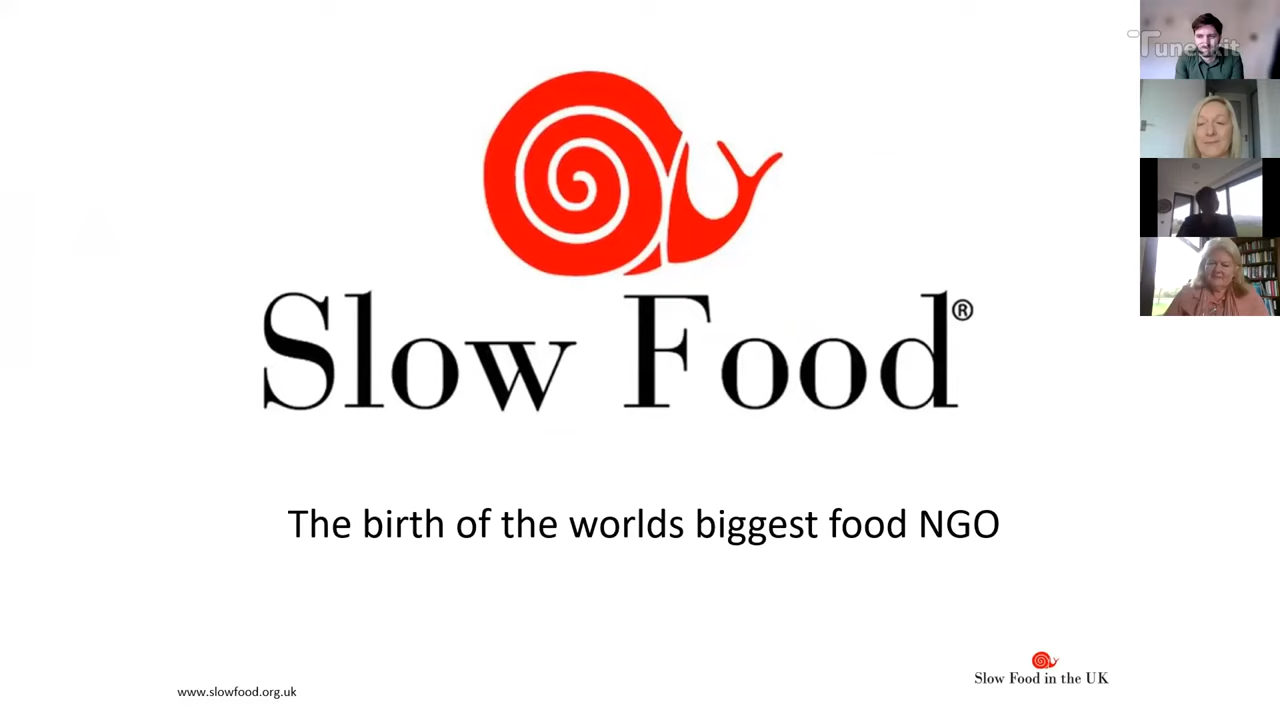 Tuneskit
Slow Food®
The birth of the worlds biggest food NGO
www.slowfood.org.uk
Slow Food in the UK